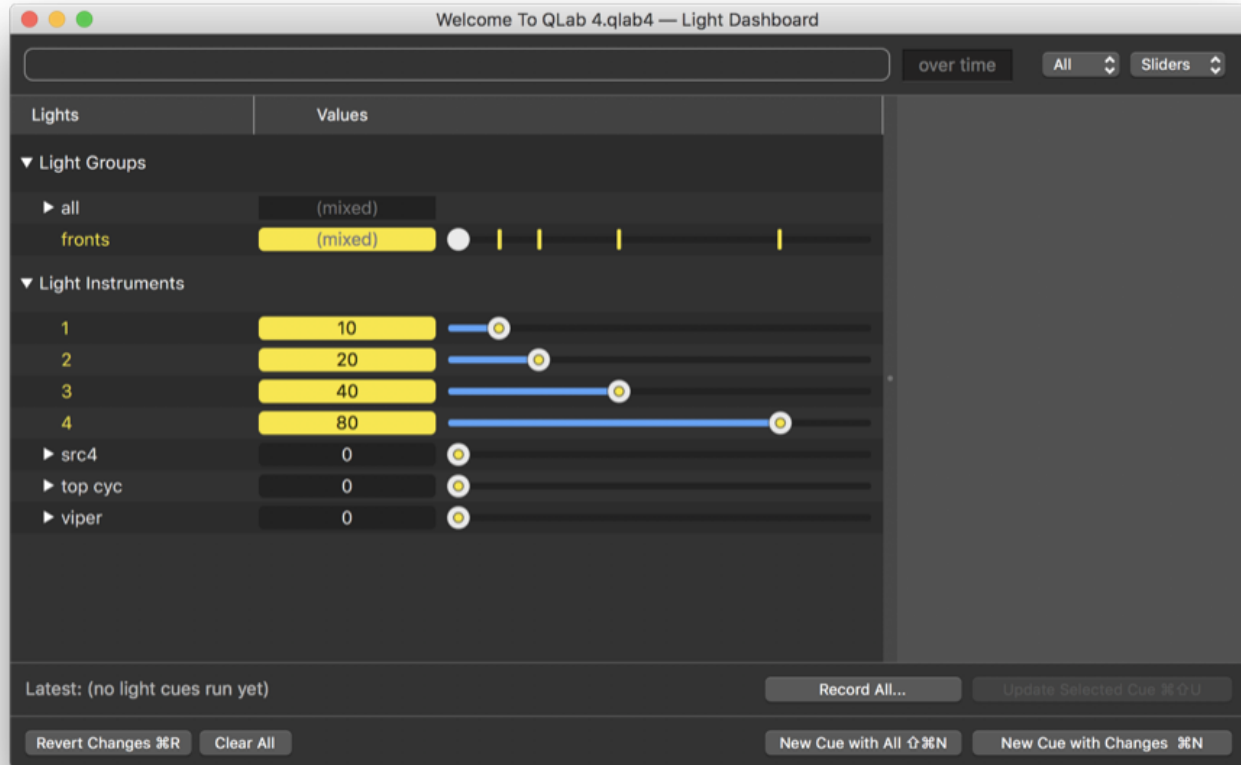 Welcome To QLab 4.qlab4 — Light Dashboard
over time All Sliders
Lights Values
Light Groups
all (mixed)
fronts (mixed)
Light Instruments
1 10
2 20
3 40
4 80
src4 0
top cyc 0
viper 0
Latest: (no light cues run yet) Record All... Update Selected Cue ⌘⇧U
Revert Changes ⌘R Clear All New Cue with All ⇧⌘N New Cue with Changes ⌘N